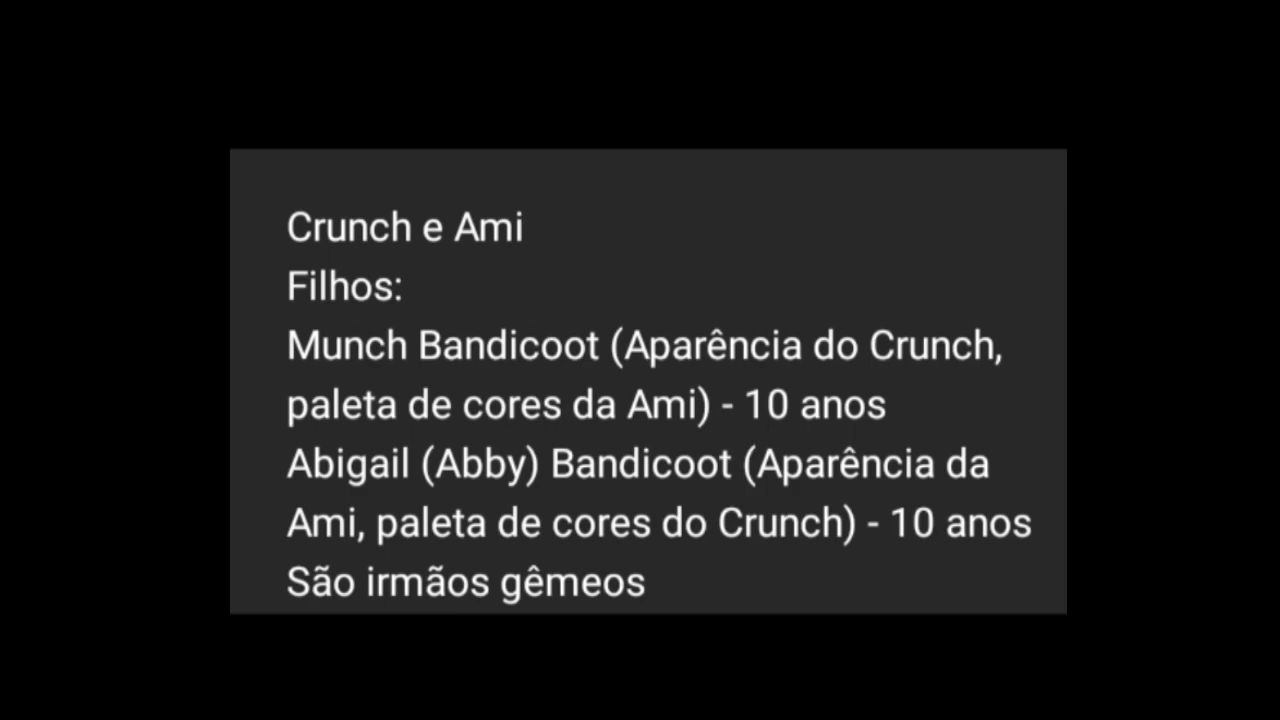 Crunch e Ami
Filhos:
Munch Bandicoot (Aparência do Crunch,
paleta de cores da Ami) - 10 anos
Abigail (Abby) Bandicoot (Aparência da
Ami, paleta de cores do Crunch) - 10 anos
São irmãos gêmeos